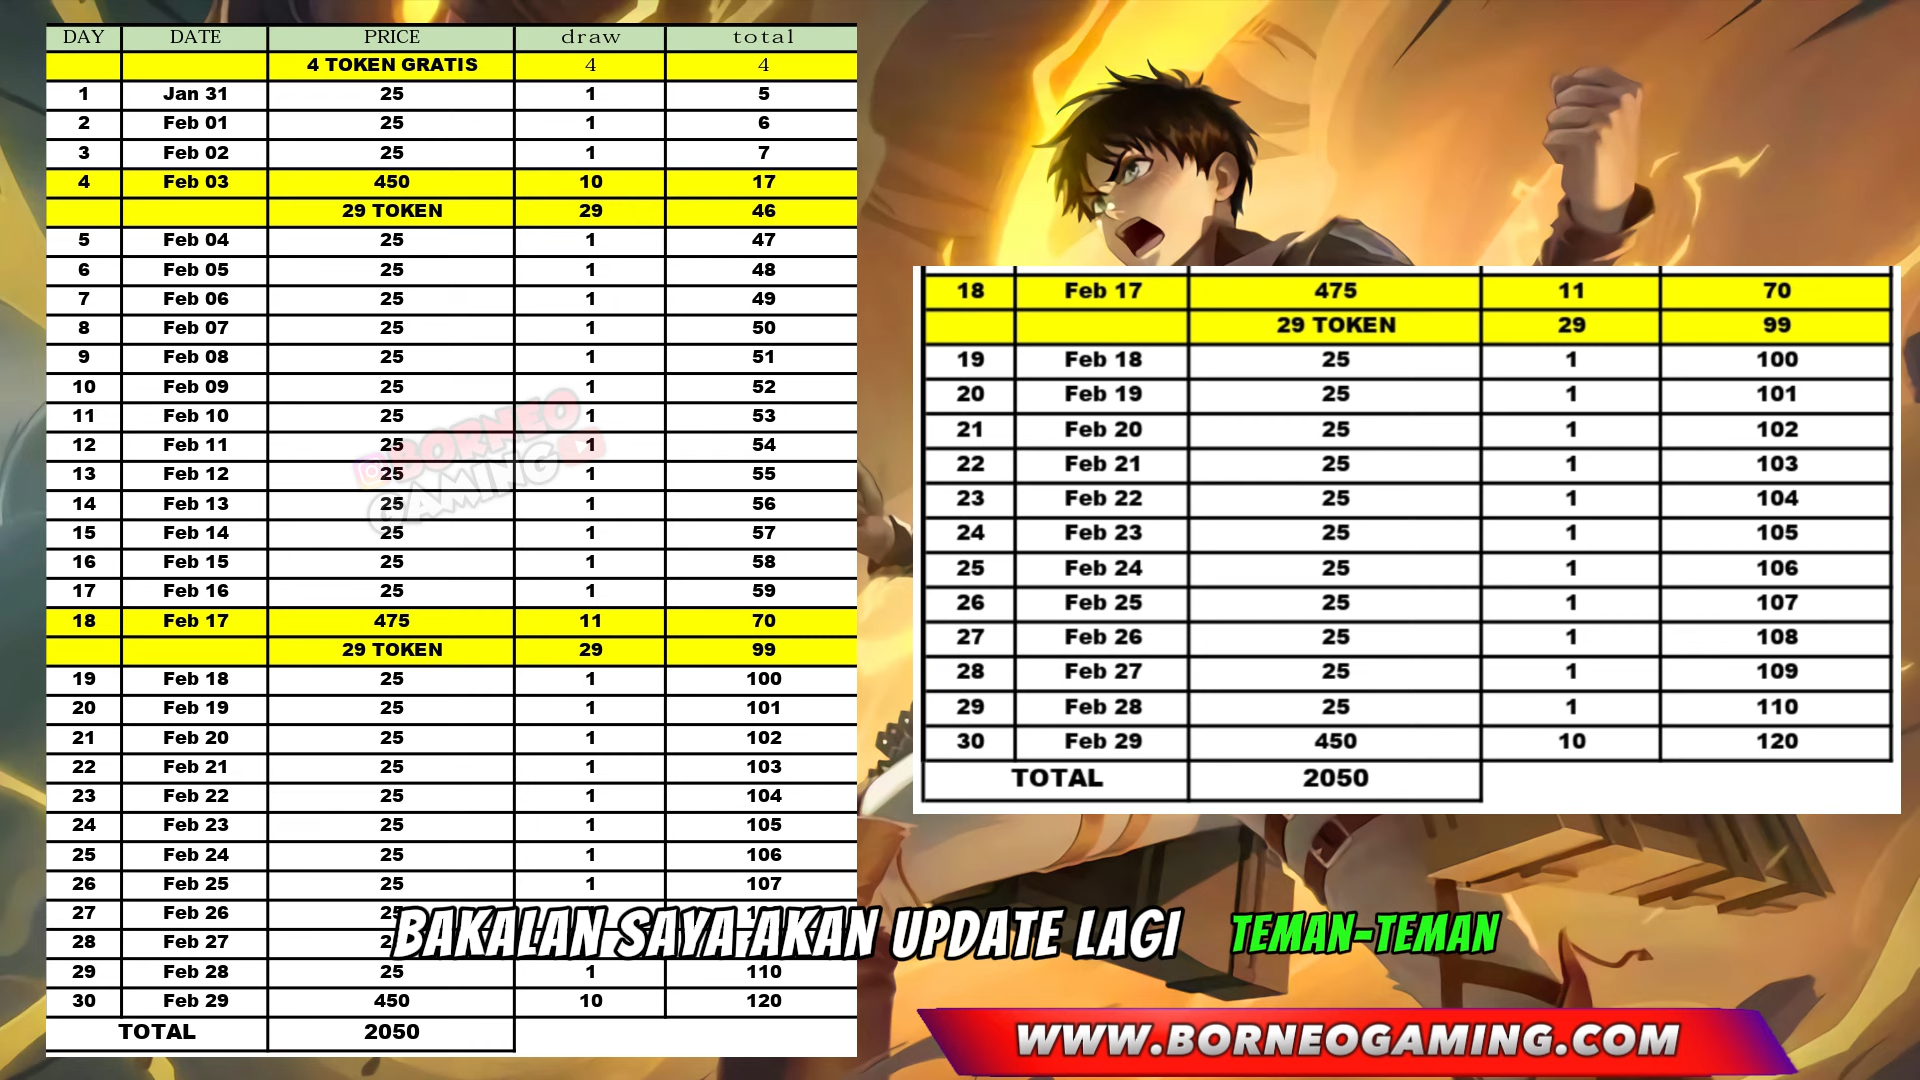 DAY DATE PRICE draw total
4 TOKEN GRATIS 4 4
1 Jan 31 25 1 5
2 Feb 01 25 1 6
3 Feb 02 25 1 7
4 Feb 03 450 10 17
29 TOKEN 29 46
5 Feb 04 25 1 47
6 Feb 05 25 1 48
7 Feb 06 25 1 49
8 Feb 07 25 1 50
9 Feb 08 25 1 51
10 Feb 09 25 1 52
11 Feb 10 25 1 53
12 Feb 11 25 1 54
13 Feb 12 25 1 55
14 Feb 13 25 1 56
15 Feb 14 25 1 57
16 Feb 15 25 1 58
17 Feb 16 25 1 59
18 Feb 17 475 11 70
29 TOKEN 29 99
19 Feb 18 25 1 100
20 Feb 19 25 1 101
21 Feb 20 25 1 102
22 Feb 21 25 1 103
23 Feb 22 25 1 104
24 Feb 23 25 1 105
25 Feb 24 25 1 106
26 Feb 25 25 1 107
27 Feb 26
28 Feb 27
29 Feb 28 25 1 110
30 Feb 29 450 10 120
TOTAL 2050
BORNEO
GAMING
18 Feb 17 475 11 70
29 TOKEN 29 99
19 Feb 18 25 1 100
20 Feb 19 25 1 101
21 Feb 20 25 1 102
22 Feb 21 25 1 103
23 Feb 22 25 1 104
24 Feb 23 25 1 105
25 Feb 24 25 1 106
26 Feb 25 25 1 107
27 Feb 26 25 1 108
28 Feb 27 25 1 109
29 Feb 28 25 1 110
30 Feb 29 450 10 120
TOTAL 2050
BAKALAN SAYA AKAN UPDATE LAGI TEMAN-TEMAN
WWW.BORNEOGAMING.COM